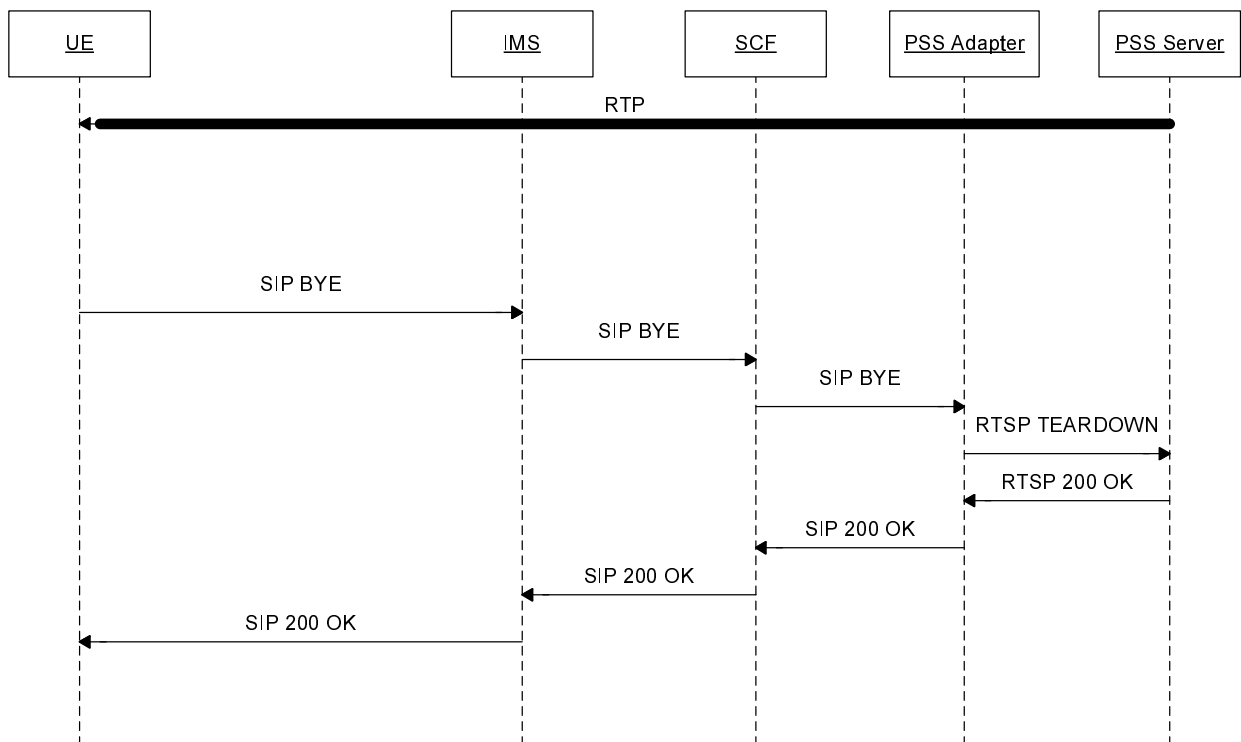 UE
IMS
SCF
PSS Adapter
PSS Server
RTP
SIP BYE
SIP BYE
SIP BYE
RTSP TEARDOWN
RTSP 200 OK
SIP 200 OK
SIP 200 OK
SIP 200 OK